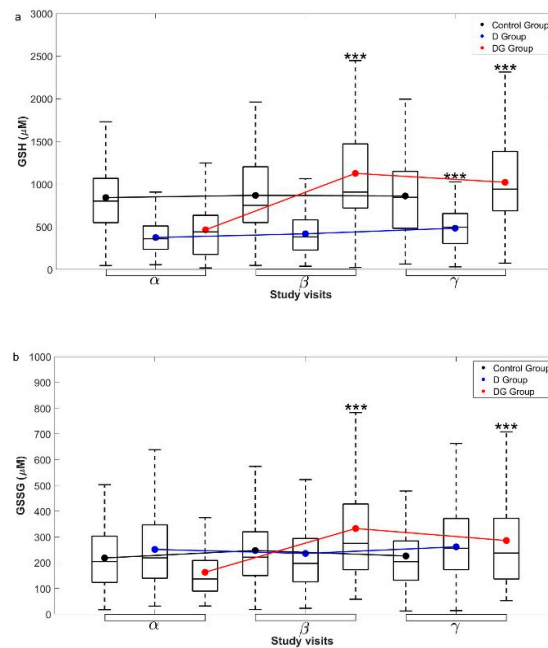 a
3000
2500
2000
1500
1000
500
0
GSH (µM)
Control Group
D Group
DG Group
***
***
***
α
β
γ
Study visits
b
1000
900
800
700
600
500
400
300
200
100
0
GSSG (µM)
Control Group
D Group
DG Group
***
***
α
β
γ
Study visits